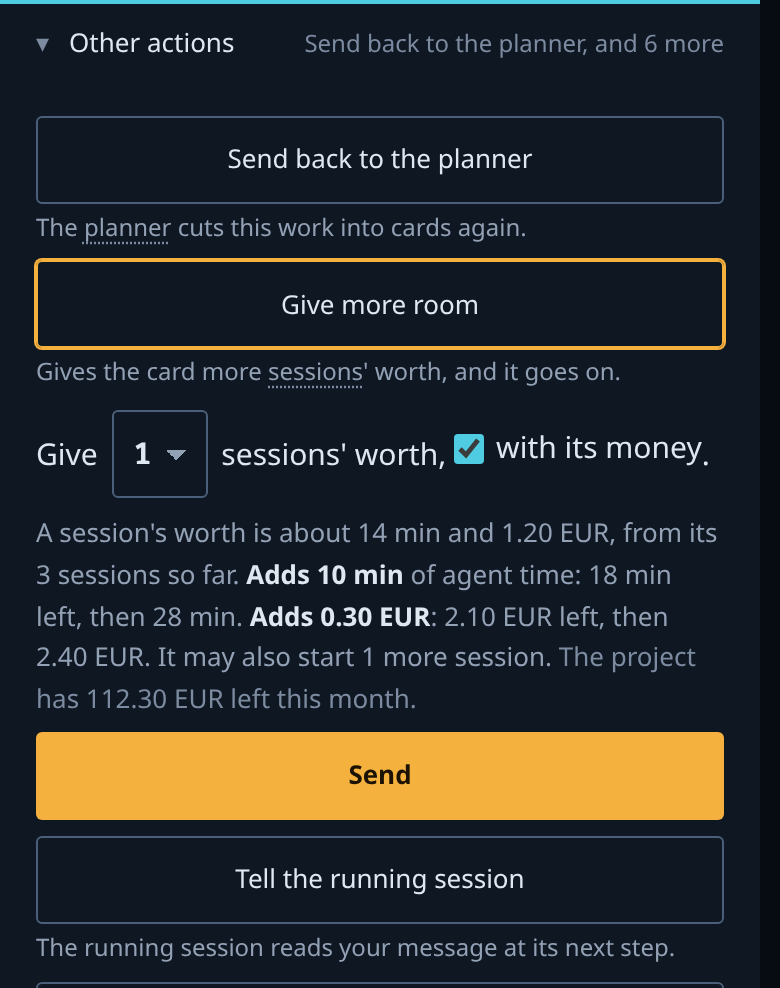 Other actions Send back to the planner, and 6 more
Send back to the planner
The planner cuts this work into cards again.
Give more room
Gives the card more sessions' worth, and it goes on.
Give 1 sessions' worth, with its money.
A session's worth is about 14 min and 1.20 EUR, from its
3 sessions so far. Adds 10 min of agent time: 18 min
left, then 28 min. Adds 0.30 EUR: 2.10 EUR left, then
2.40 EUR. It may also start 1 more session. The project
has 112.30 EUR left this month.
Send
Tell the running session
The running session reads your message at its next step.